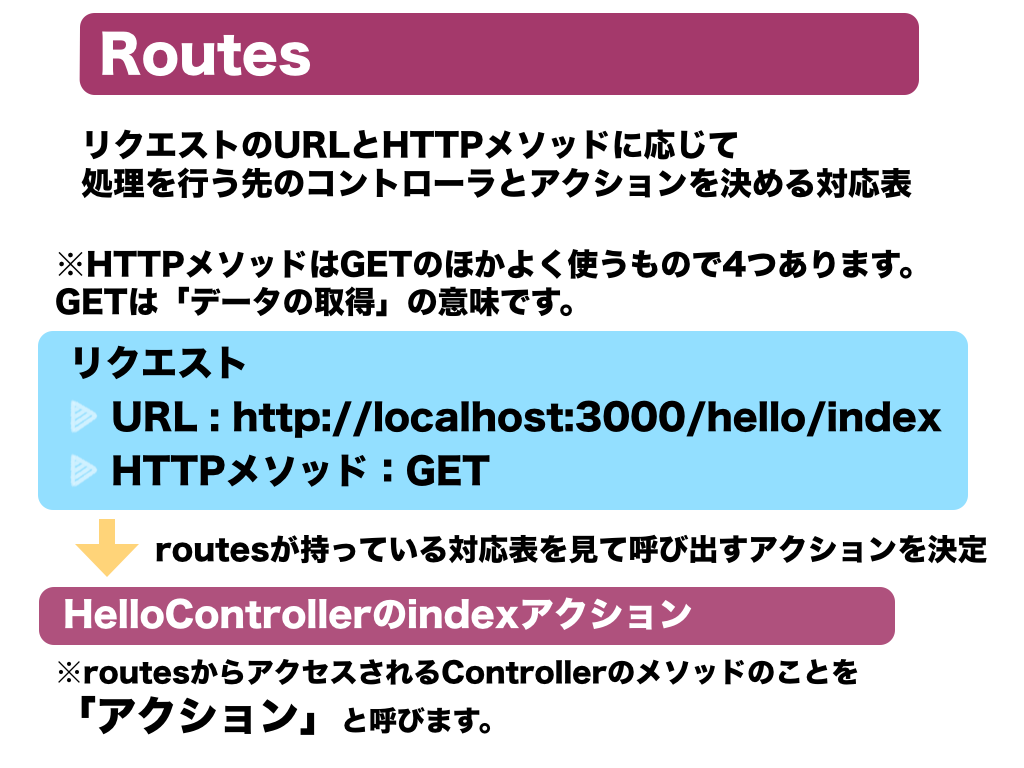 Routes
リクエストのURLとHTTPメソッドに応じて
処理を行う先のコントローラとアクションを決める対応表
※HTTPメソッドはGETのほかよく使うもので4つあります。
GETは「データの取得」の意味です。
リクエスト
URL : http://localhost:3000/hello/index
HTTPメソッド：GET
routesが持っている対応表を見て呼び出すアクションを決定
HelloControllerのindexアクション
※routesからアクセスされるControllerのメソッドのことを
「アクション」と呼びます。